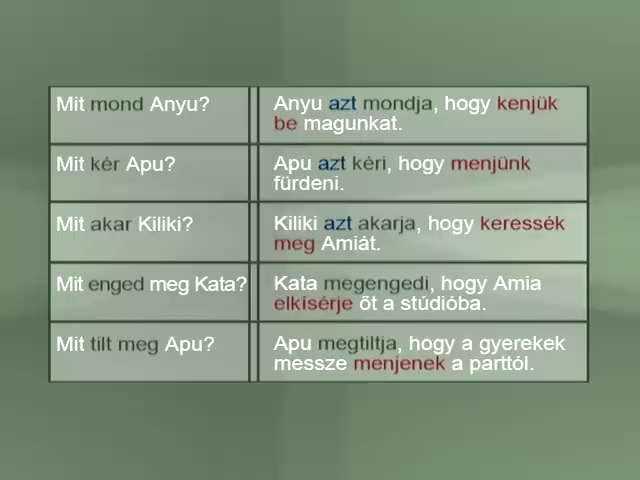 Mit mond Anyu?
Anyu azt mondja, hogy kenjük
be magunkat.
Mit kér Apu?
Apu azt kéri, hogy menjünk
fürdeni.
Mit akar Kiliki?
Kiliki azt akarja, hogy keressék
meg Amiát.
Mit enged meg Kata?
Kata megengedi, hogy Amia
elkísérje őt a stúdióba.
Mit tilt meg Apu?
Apu megtiltja, hogy a gyerekek
messze menjenek a parttól.